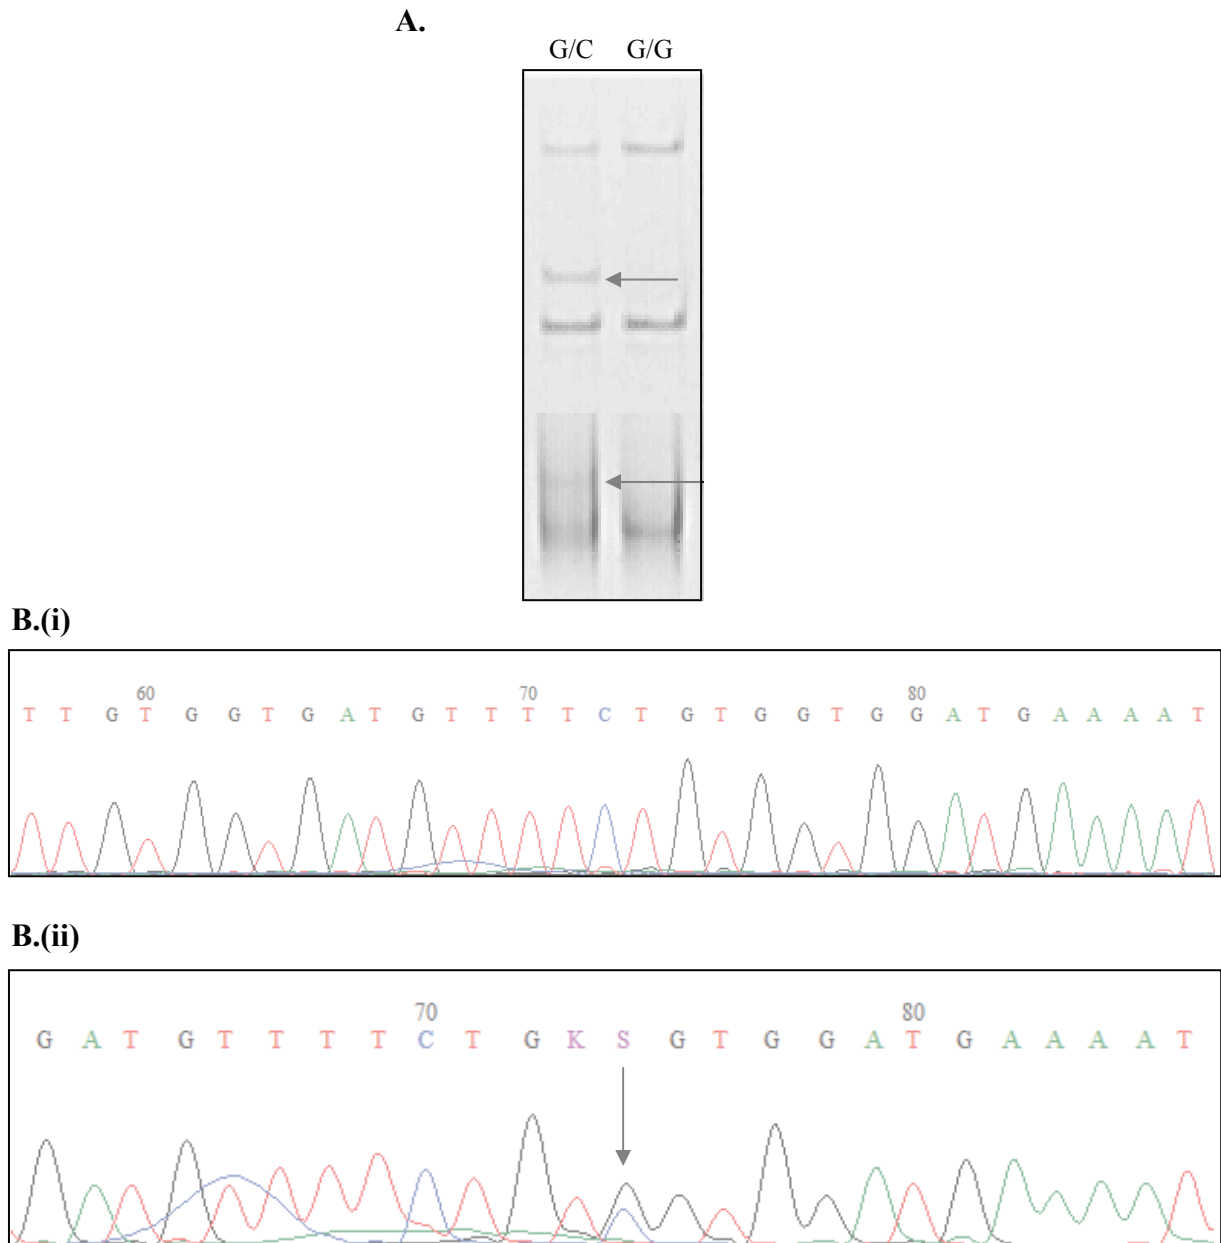 A.
G/C G/G
B.(i)
60 70 80
T T G T G G T G A T G T T T T C T G T G G T G G A T G A A A A T
B.(ii)
70 80
G A T G T T T T C T G K S G T G G A T G A A A A T